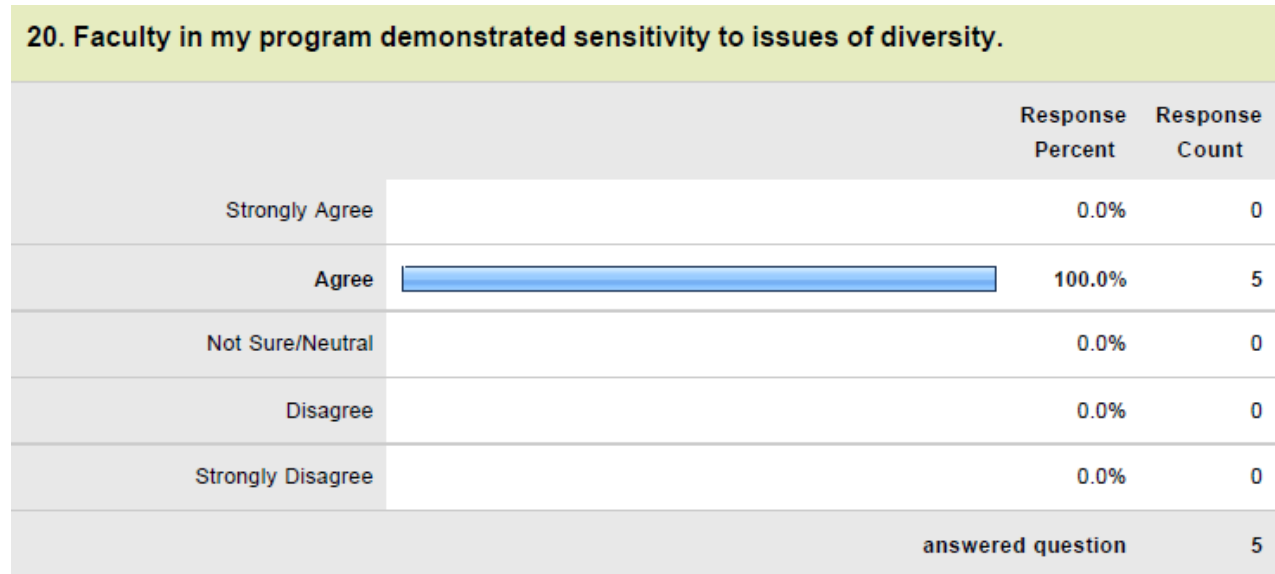 20. Faculty in my program demonstrated sensitivity to issues of diversity.
Response Response
Percent Count
Strongly Agree 0.0% 0
Agree 100.0% 5
Not Sure/Neutral 0.0% 0
Disagree 0.0% 0
Strongly Disagree 0.0% 0
answered question 5